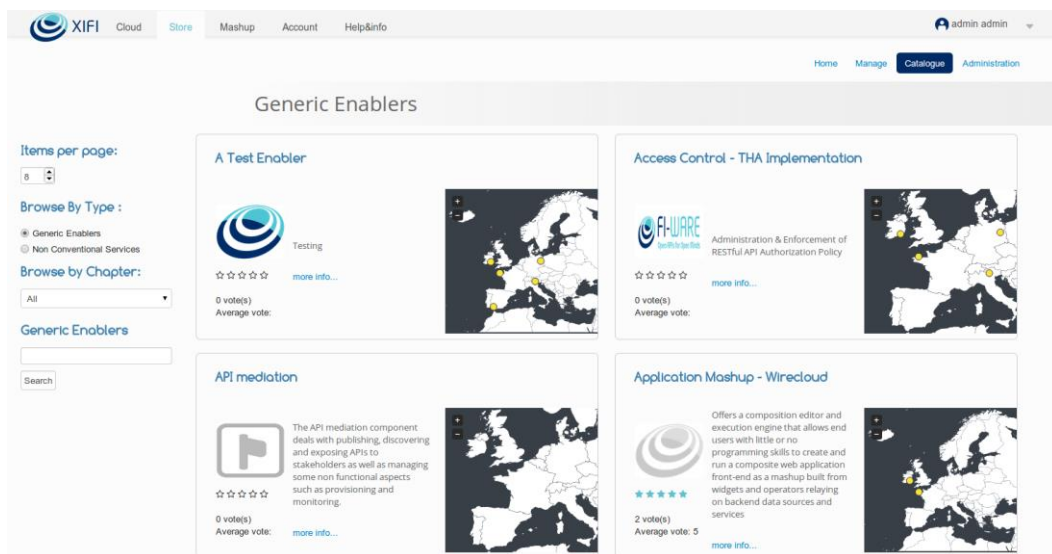 XIFI
Cloud
Store
Mashup
Account
Help&info
admin admin
Home
Manage
Catalogue
Administration
Generic Enablers
Items per page:
8
Browse By Type :
Generic Enablers
Non Conventional Services
Browse by Chapter:
All
Generic Enablers
Search
A Test Enabler
Testing
more info...
0 vote(s)
Average vote:
+
-
Access Control - THA Implementation
FI-WARE
Open APIs for Open Minds
Administration & Enforcement of
RESTful API Authorization Policy
more info...
0 vote(s)
Average vote:
+
-
API mediation
The API mediation component
deals with publishing, discovering
and exposing APIs to
stakeholders as well as managing
some non functional aspects
such as provisioning and
monitoring.
0 vote(s)
Average vote:
more info...
+
-
Application Mashup - Wirecloud
Offers a composition editor and
execution engine that allows end
users with little or no
programming skills to create and
run a composite web application
front-end as a mashup built from
widgets and operators relaying
on backend data sources and
services
2 vote(s)
Average vote: 5
more info...
+
-